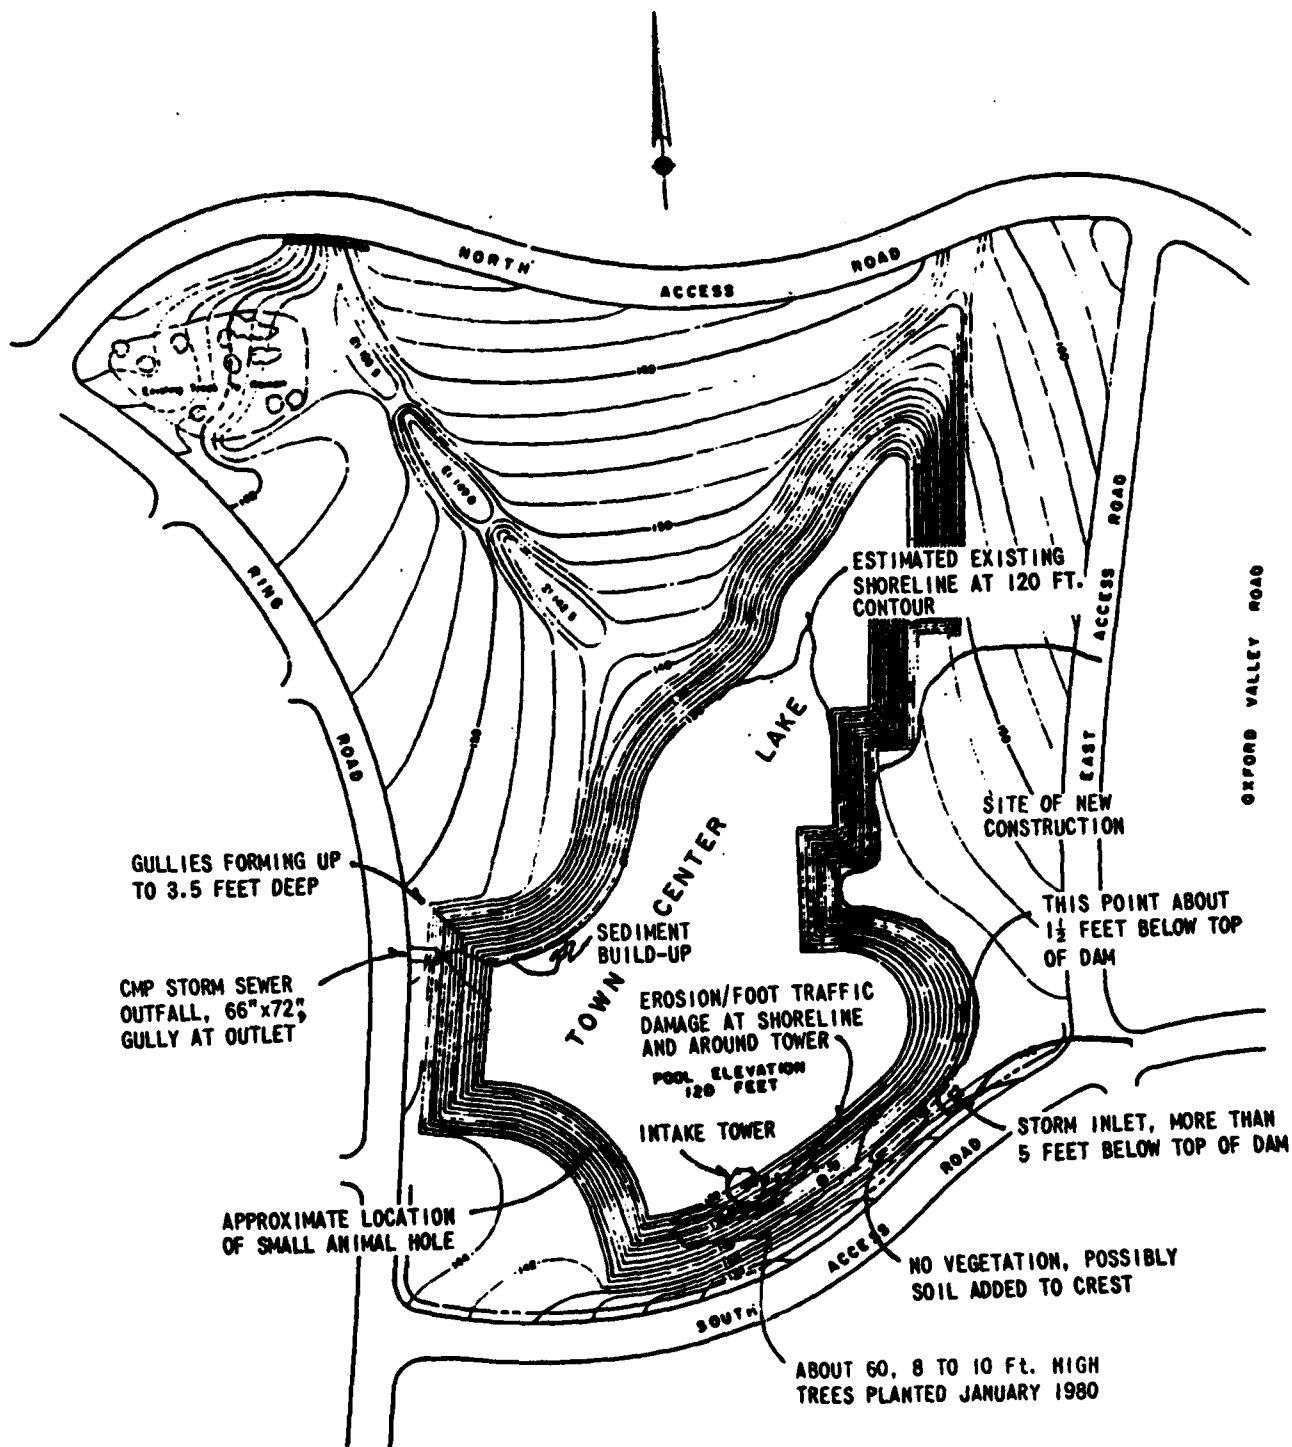 NORTH
ACCESS
ROAD
150
150
ESTIMATED EXISTING
SHORELINE AT 120 FT.
CONTOUR
RING
ROAD
EAST ACCESS ROAD
OXFORD VALLEY ROAD
140
150
TOWN CENTER LAKE
SITE OF NEW
CONSTRUCTION
GULLIES FORMING UP
TO 3.5 FEET DEEP
THIS POINT ABOUT
1½ FEET BELOW TOP
OF DAM
SEDIMENT
BUILD-UP
CMP STORM SEWER
OUTFALL, 66"x72",
GULLY AT OUTLET
EROSION/FOOT TRAFFIC
DAMAGE AT SHORELINE
AND AROUND TOWER
POOL ELEVATION
120 FEET
INTAKE TOWER
STORM INLET, MORE THAN
5 FEET BELOW TOP OF DAM
APPROXIMATE LOCATION
OF SMALL ANIMAL HOLE
NO VEGETATION, POSSIBLY
SOIL ADDED TO CREST
SOUTH ACCESS ROAD
ABOUT 60, 8 TO 10 Ft. HIGH
TREES PLANTED JANUARY 1980